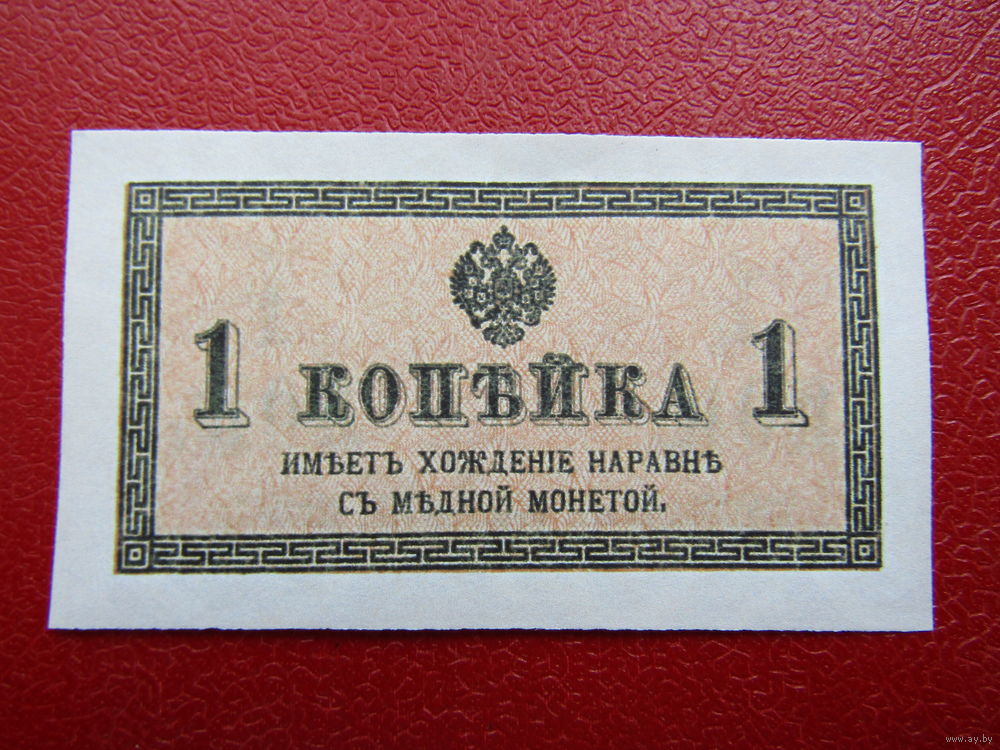 1 КОПѢЙКА 1
ИМѢЕТЪ ХОЖДЕНІЕ НАРАВНѢ
СЪ МѢДНОЙ МОНЕТОЙ.
www.ay.by